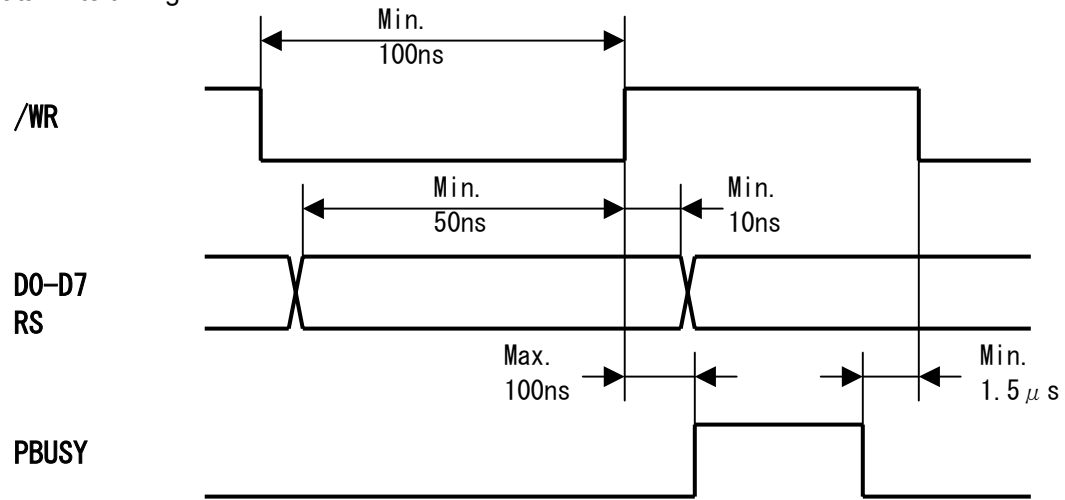 Min.
100ns
/WR
Min.
50ns
Min.
10ns
D0-D7
RS
Max.
100ns
Min.
1.5μs
PBUSY